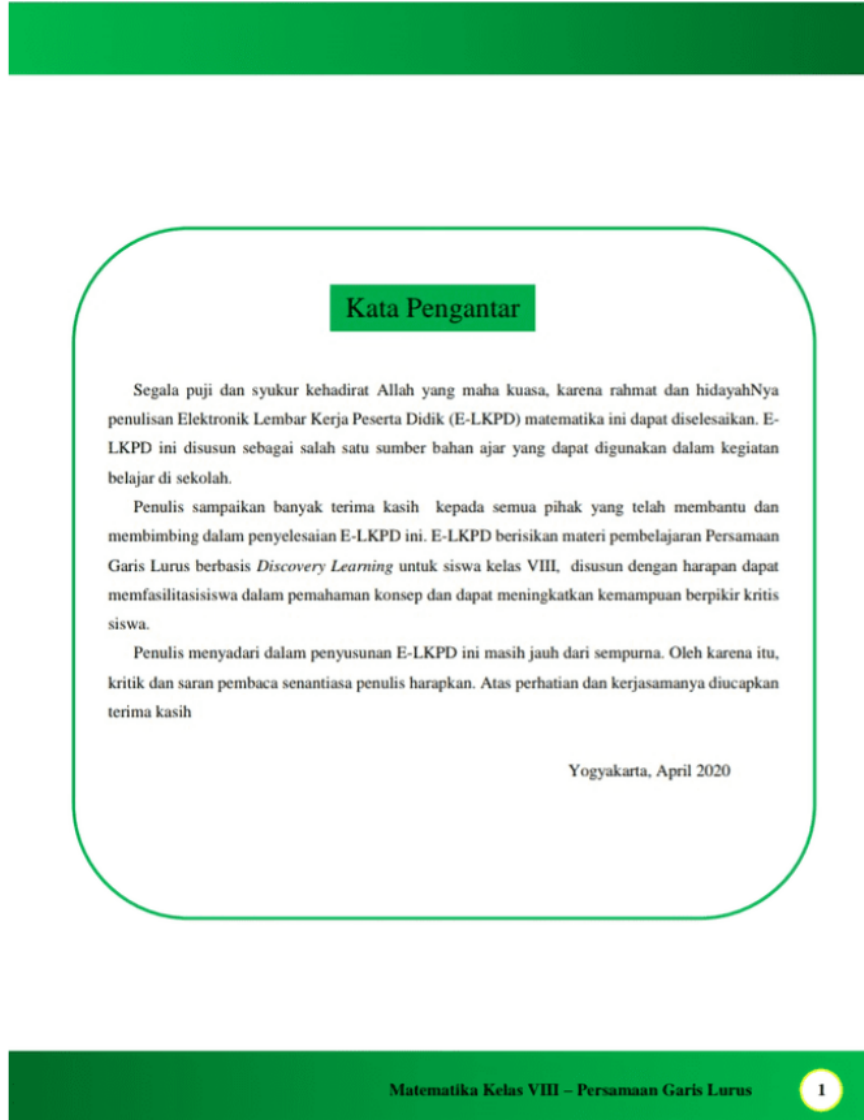 Kata Pengantar
Segala puji dan syukur kehadirat Allah yang maha kuasa, karena rahmat dan hidayahNya
penulisan Elektronik Lembar Kerja Peserta Didik (E-LKPD) matematika ini dapat diselesaikan. E-
LKPD ini disusun sebagai salah satu sumber bahan ajar yang dapat digunakan dalam kegiatan
belajar di sekolah.
Penulis sampaikan banyak terima kasih  kepada semua pihak yang telah membantu dan
membimbing dalam penyelesaian E-LKPD ini. E-LKPD berisikan materi pembelajaran Persamaan
Garis Lurus berbasis Discovery Learning untuk siswa kelas VIII,  disusun dengan harapan dapat
memfasilitasisiswa dalam pemahaman konsep dan dapat meningkatkan kemampuan berpikir kritis
siswa.
Penulis menyadari dalam penyusunan E-LKPD ini masih jauh dari sempurna. Oleh karena itu,
kritik dan saran pembaca senantiasa penulis harapkan. Atas perhatian dan kerjasamanya diucapkan
terima kasih
Yogyakarta, April 2020
Matematika Kelas VIII – Persamaan Garis Lurus 1